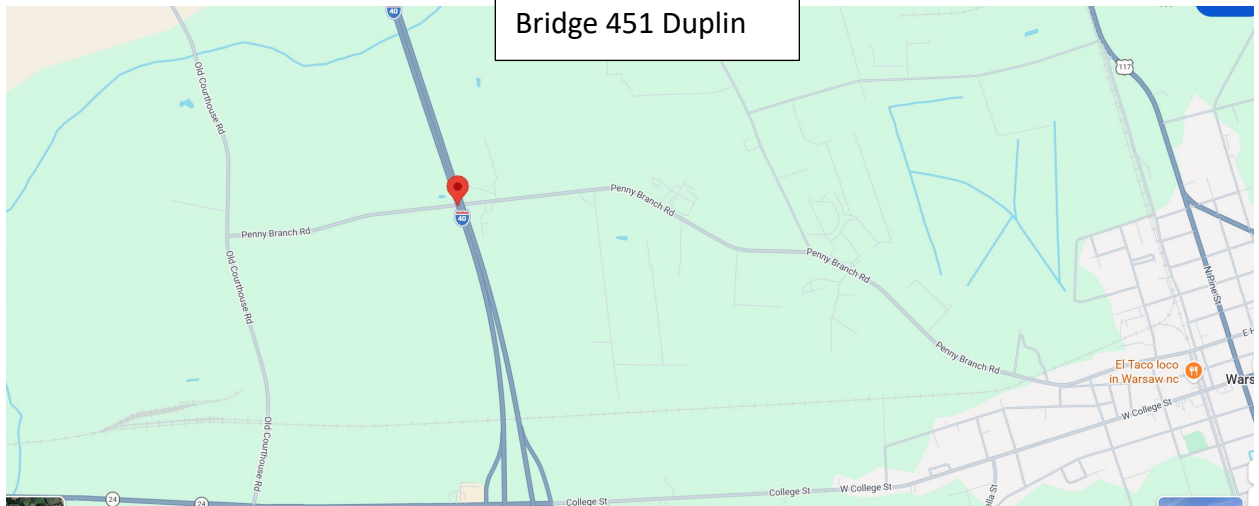 Bridge 451 Duplin
40
117
Old Courthouse Rd
Penny Branch Rd
40
Penny Branch Rd
Old Courthouse Rd
Penny Branch Rd
N Pine St
Penny Branch Rd
E H
El Taco loco
in Warsaw nc
Wars
W College St
Old Courthouse Rd
24
24
College St
College St
W College St
lla St